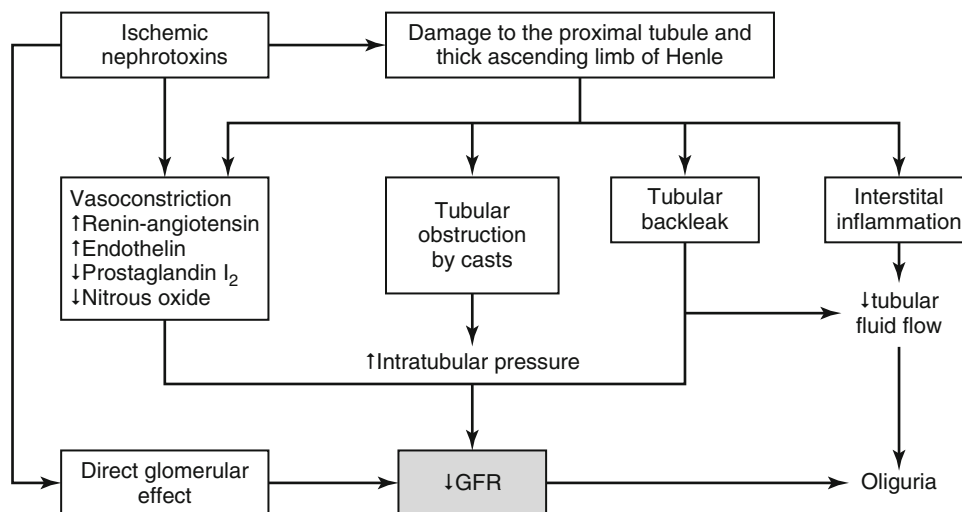 Ischemic
nephrotoxins
Damage to the proximal tubule and
thick ascending limb of Henle
Vasoconstriction
↑Renin-angiotensin
↑Endothelin
↓Prostaglandin I₂
↓Nitrous oxide
Tubular
obstruction
by casts
Tubular
backleak
Interstital
inflammation
↓tubular
fluid flow
↑Intratubular pressure
Direct glomerular
effect
↓GFR
Oliguria